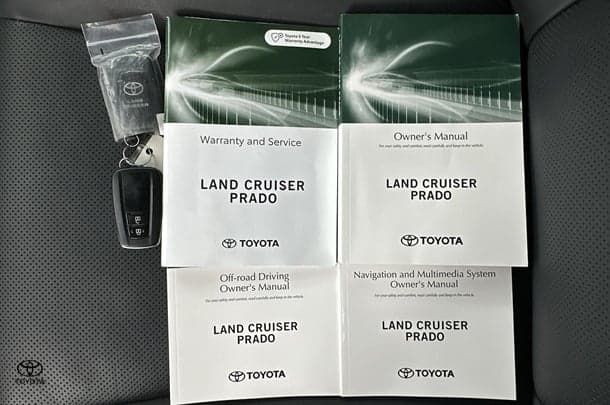 Toyota 5 Year
Warranty Advantage
Warranty and Service
LAND CRUISER
PRADO
TOYOTA
Owner's Manual
For your safety and comfort, read carefully and keep in the vehicle.
LAND CRUISER
PRADO
TOYOTA
Off-road Driving
Owner's Manual
For your safety and comfort, read carefully and keep in the vehicle.
LAND CRUISER
PRADO
TOYOTA
Navigation and Multimedia System
Owner's Manual
For your safety and comfort, read carefully and keep in the vehicle.
LAND CRUISER
PRADO
TOYOTA
LAND
CRUISER
TOYOTA